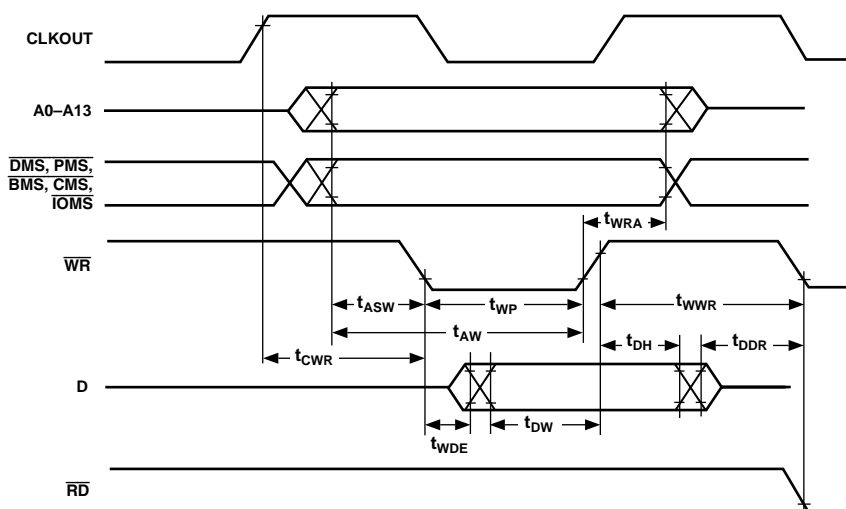 CLKOUT
A0–A13
DMS, PMS,
BMS, CMS,
IOMS
tWRA
WR
tASW
tWP
tWWR
tAW
tCWR
tDH
tDDR
D
tWDE
tDW
RD